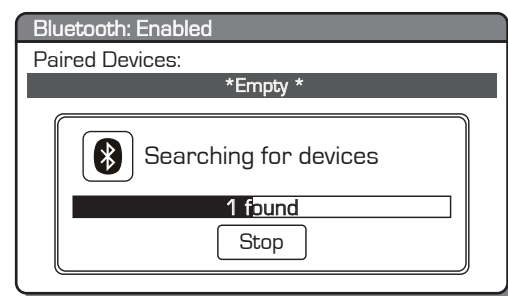 Bluetooth: Enabled
Paired Devices:
*Empty *
Searching for devices
1 found
Stop